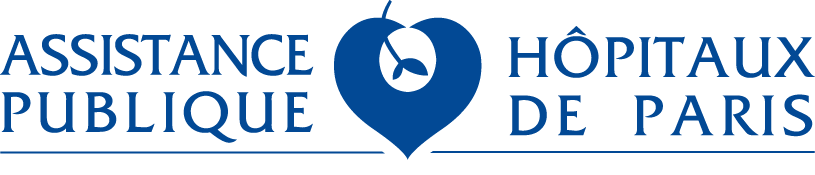 ASSISTANCE
PUBLIQUE
HÔPITAUX
DE PARIS